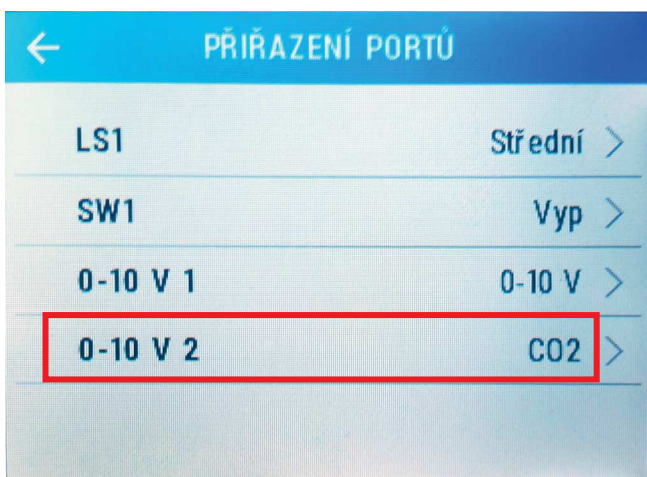 PŘIŘAZENÍ PORTŮ
LS1 Střední
SW1 Vyp
0-10 V 1 0-10 V
0-10 V 2 CO2